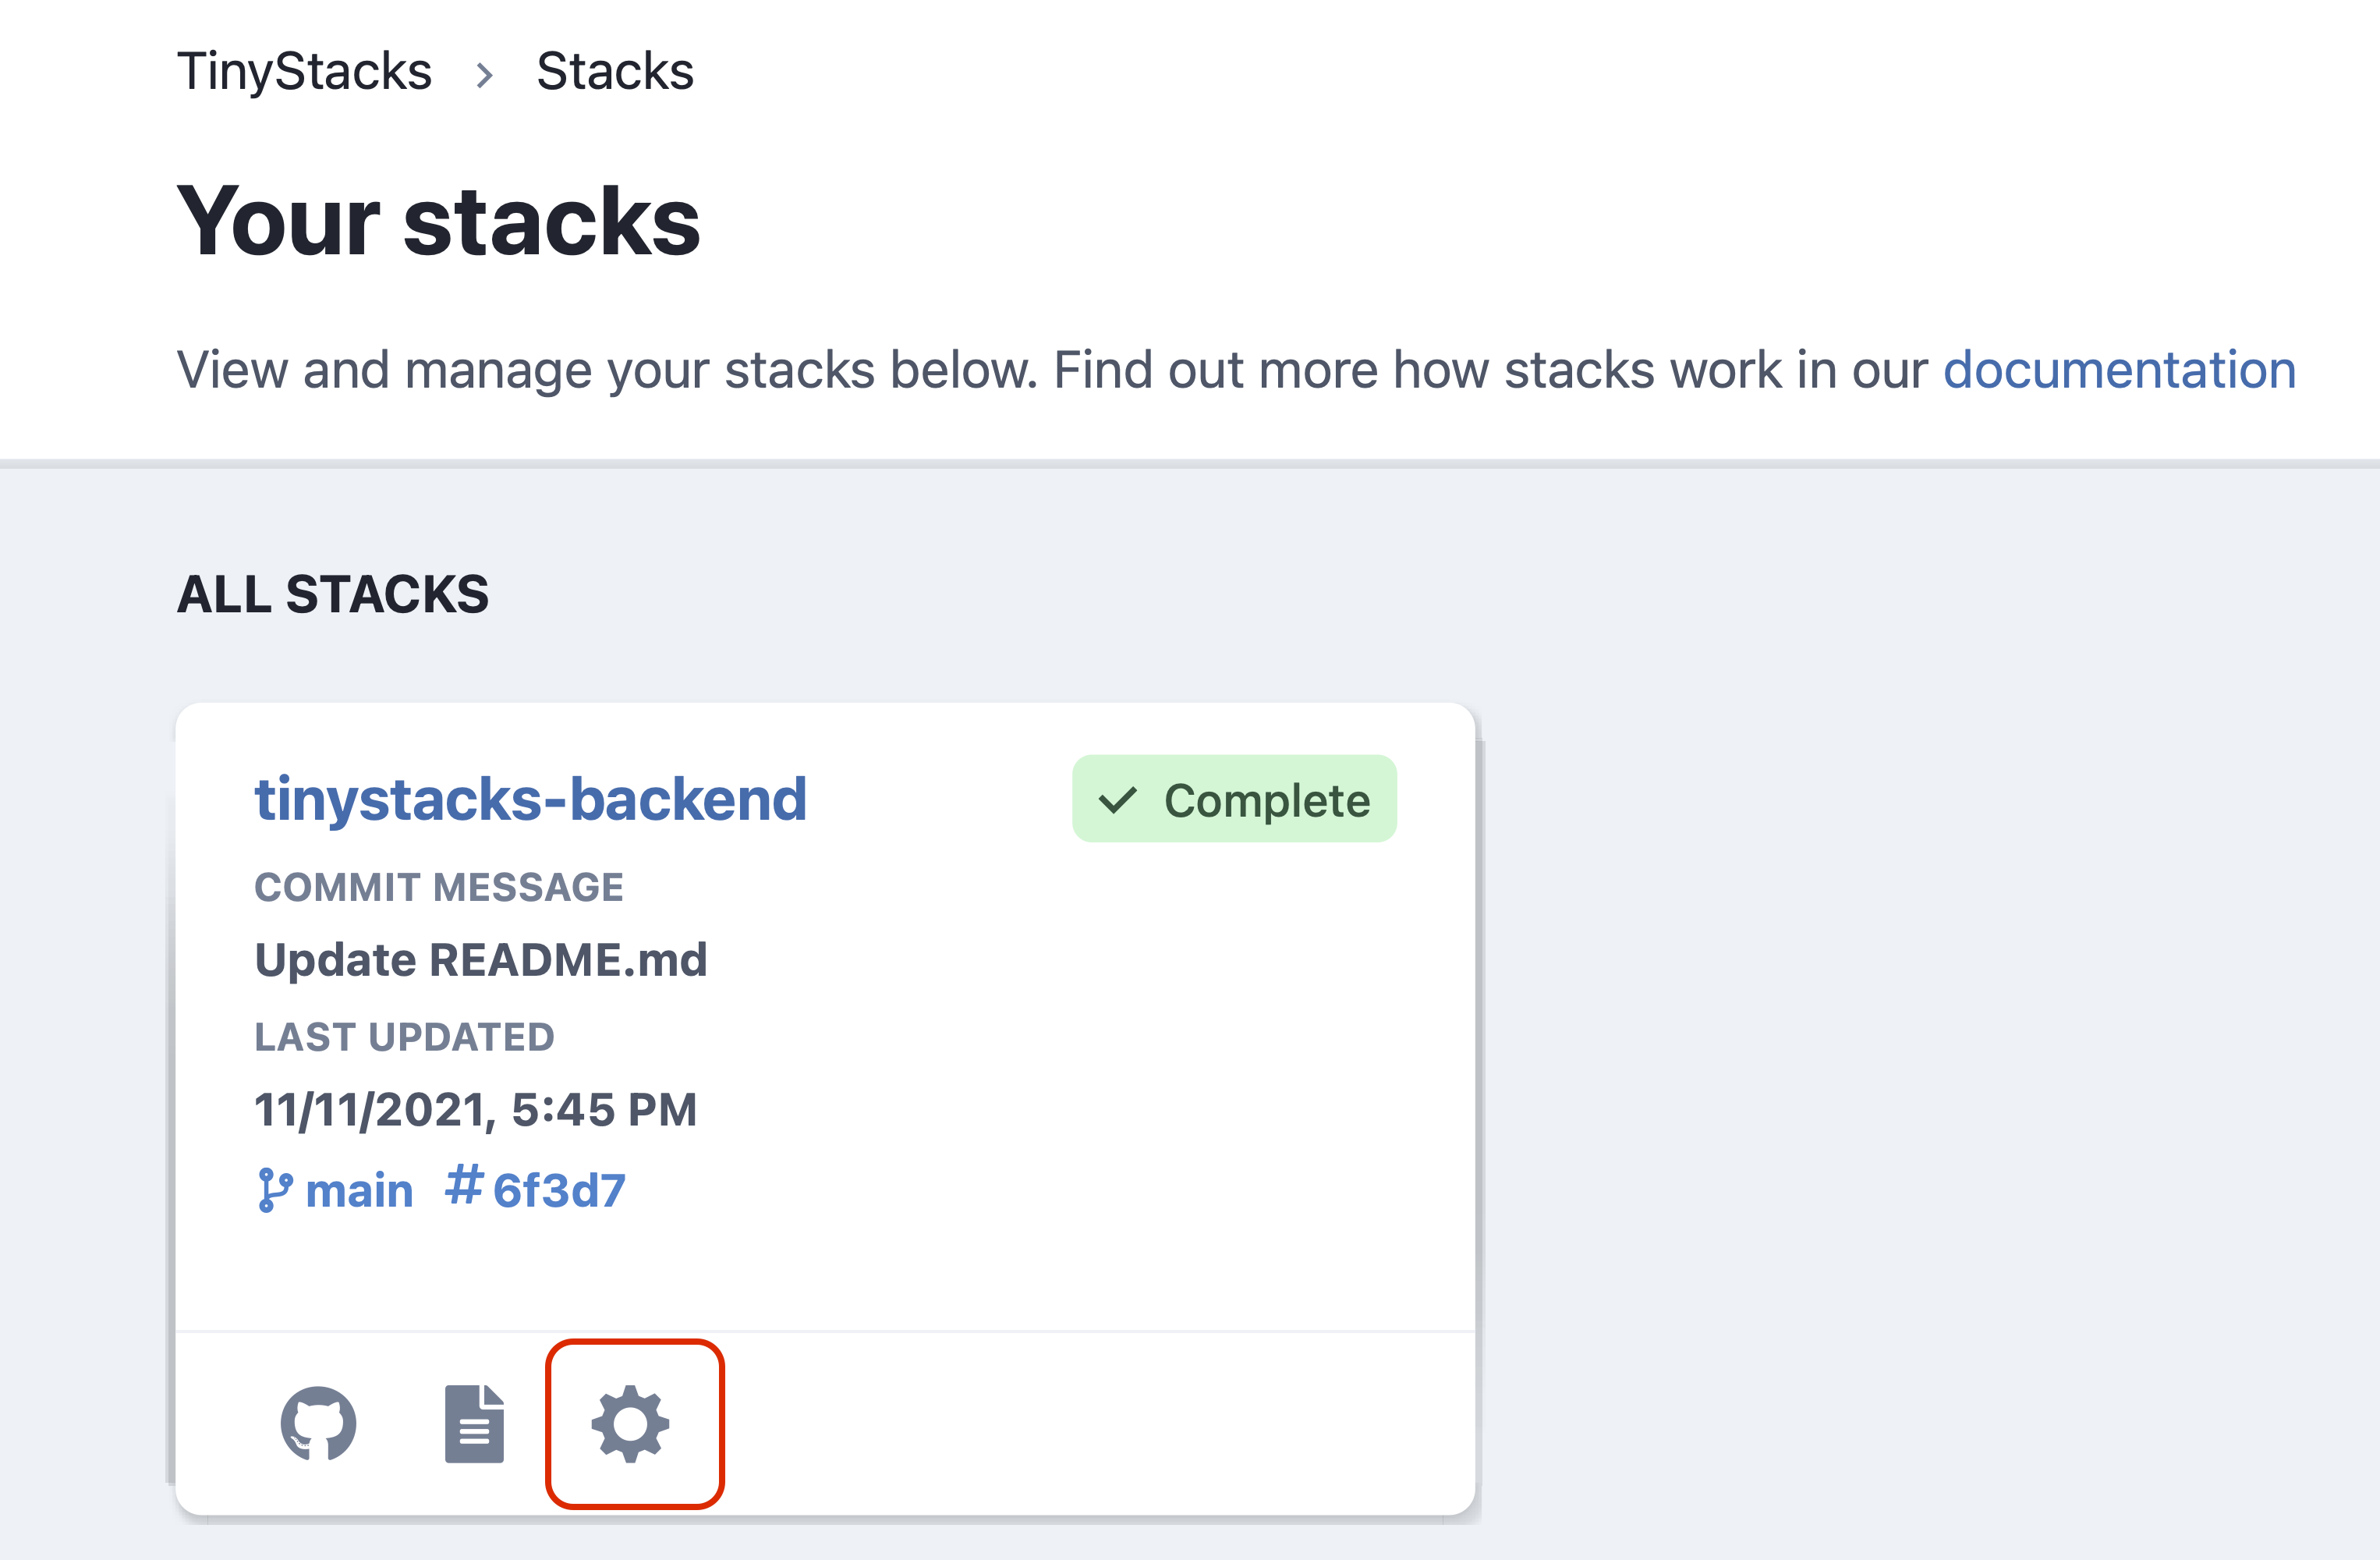 TinyStacks > Stacks
Your stacks
View and manage your stacks below. Find out more how stacks work in our documentation
ALL STACKS
tinystacks-backend
Complete
COMMIT MESSAGE
Update README.md
LAST UPDATED
11/11/2021, 5:45 PM
main #6f3d7